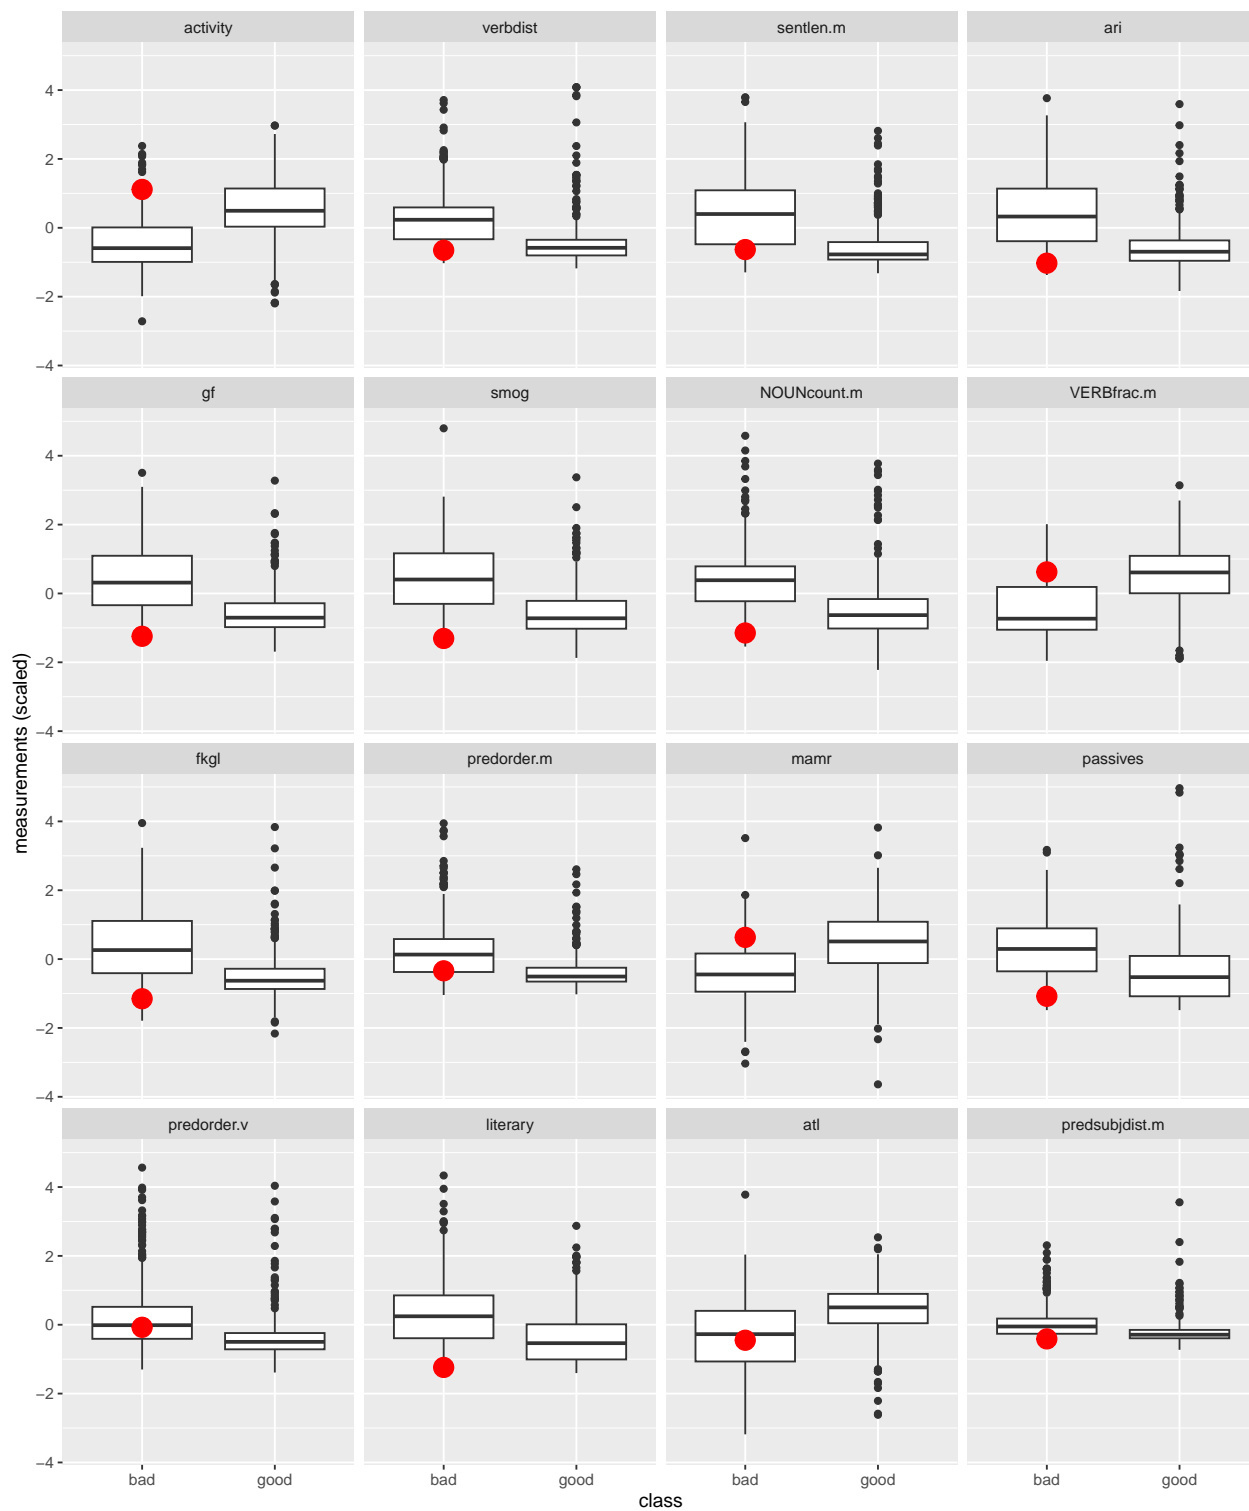 activity verbdist sentlen.m ari
4
2
0
−2
−4
gf smog NOUNcount.m VERBfrac.m
4
2
0
−2
−4
fkgl predorder.m mamr passives
4
2
0
−2
−4
predorder.v literary atl predsubjdist.m
4
2
0
−2
−4
measurements (scaled)
bad good bad good bad good bad good
class